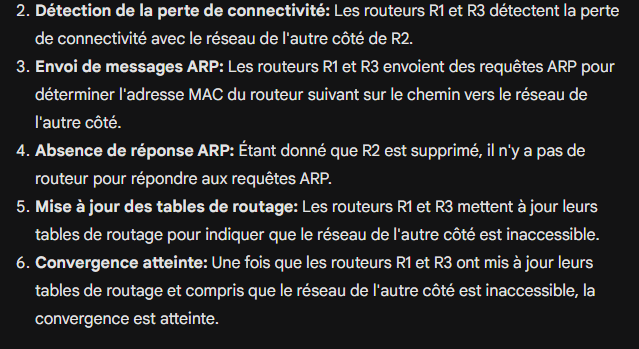 2. Détection de la perte de connectivité: Les routeurs R1 et R3 détectent la perte
de connectivité avec le réseau de l'autre côté de R2.
3. Envoi de messages ARP: Les routeurs R1 et R3 envoient des requêtes ARP pour
déterminer l'adresse MAC du routeur suivant sur le chemin vers le réseau de
l'autre côté.
4. Absence de réponse ARP: Étant donné que R2 est supprimé, il n'y a pas de
routeur pour répondre aux requêtes ARP.
5. Mise à jour des tables de routage: Les routeurs R1 et R3 mettent à jour leurs
tables de routage pour indiquer que le réseau de l'autre côté est inaccessible.
6. Convergence atteinte: Une fois que les routeurs R1 et R3 ont mis à jour leurs
tables de routage et compris que le réseau de l'autre côté est inaccessible, la
convergence est atteinte.